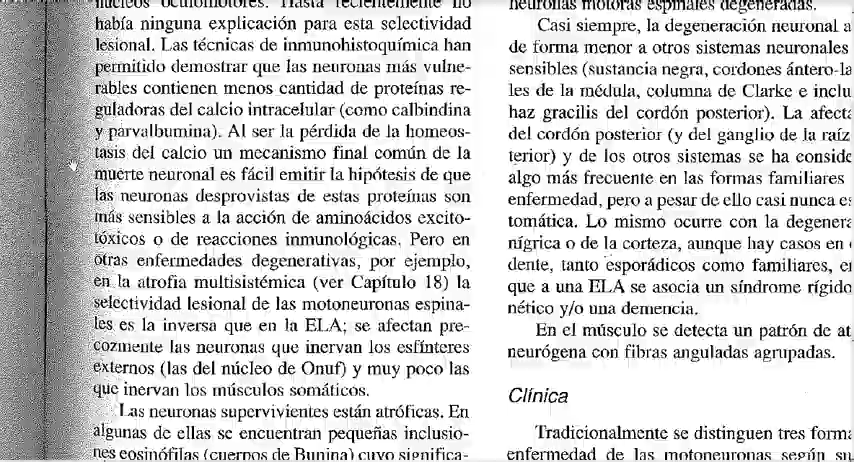 núcleos oculomotores. Hasta recientemente no
había ninguna explicación para esta selectividad
lesional. Las técnicas de inmunohistoquímica han
permitido demostrar que las neuronas más vulne-
rables contienen menos cantidad de proteínas re-
guladoras del calcio intracelular (como calbindina
y parvalbumina). Al ser la pérdida de la homeos-
tasis del calcio un mecanismo final común de la
muerte neuronal es fácil emitir la hipótesis de que
las neuronas desprovistas de estas proteínas son
más sensibles a la acción de aminoácidos excito-
tóxicos o de reacciones inmunológicas. Pero en
otras enfermedades degenerativas, por ejemplo,
en la atrofia multisistémica (ver Capítulo 18) la
selectividad lesional de las motoneuronas espina-
les es la inversa que en la ELA; se afectan pre-
cozmente las neuronas que inervan los esfínteres
externos (las del núcleo de Onuf) y muy poco las
que inervan los músculos somáticos.
Las neuronas supervivientes están atróficas. En
algunas de ellas se encuentran pequeñas inclusio-
nes eosinófilas (cuerpos de Bunina) cuyo significa-
neuronas motoras espinales degeneradas.
Casi siempre, la degeneración neuronal a
de forma menor a otros sistemas neuronales
sensibles (sustancia negra, cordones ántero-la
les de la médula, columna de Clarke e inclu
haz gracilis del cordón posterior). La afecta
del cordón posterior (y del ganglio de la raíz
terior) y de los otros sistemas se ha conside
algo más frecuente en las formas familiares
enfermedad, pero a pesar de ello casi nunca es
tomática. Lo mismo ocurre con la degenera
nígrica o de la corteza, aunque hay casos en
dente, tanto esporádicos como familiares, en
que a una ELA se asocia un síndrome rígido
nético y/o una demencia.
En el músculo se detecta un patrón de at
neurógena con fibras anguladas agrupadas.
Clínica
Tradicionalmente se distinguen tres forma
enfermedad de las motoneuronas según su